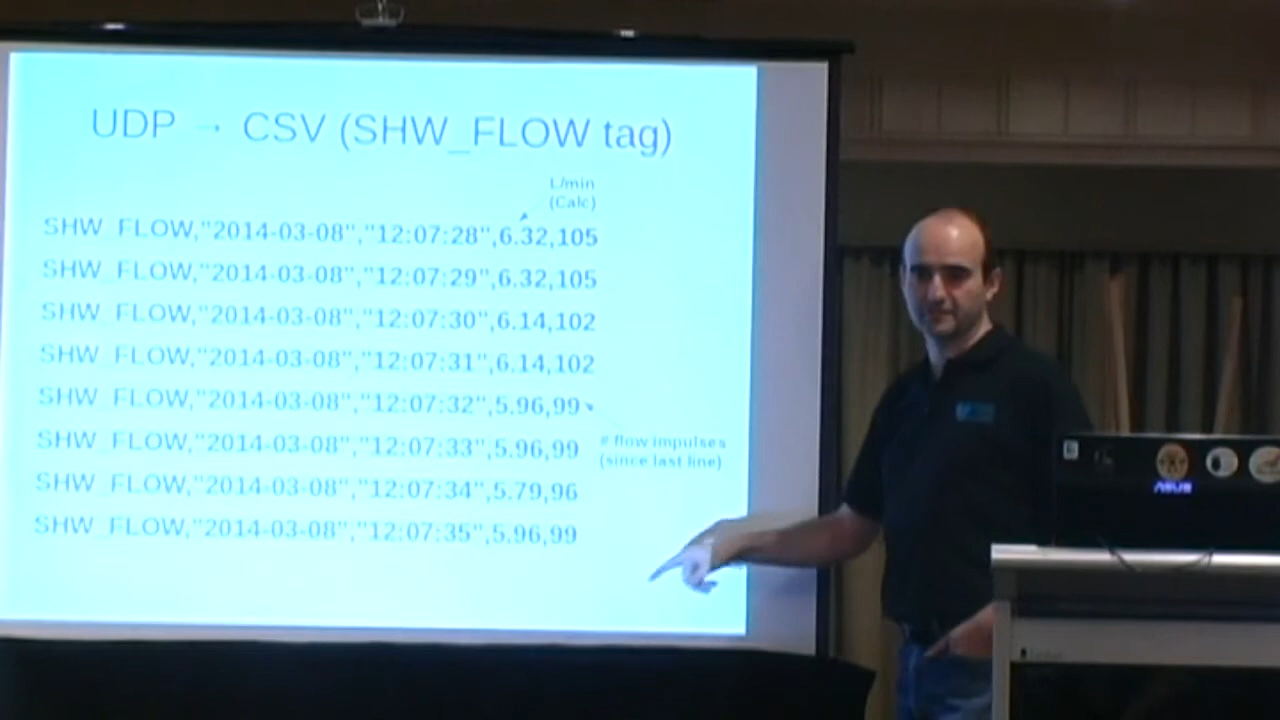 UDP → CSV (SHW_FLOW tag)
L/min
(Calc)
SHW_FLOW,"2014-03-08","12:07:28",6.32,105
SHW_FLOW,"2014-03-08","12:07:29",6.32,105
SHW_FLOW,"2014-03-08","12:07:30",6.14,102
SHW_FLOW,"2014-03-08","12:07:31",6.14,102
SHW_FLOW,"2014-03-08","12:07:32",5.96,99
# flow impulses
(since last line)
SHW_FLOW,"2014-03-08","12:07:33",5.96,99
SHW_FLOW,"2014-03-08","12:07:34",5.79,96
SHW_FLOW,"2014-03-08","12:07:35",5.96,99
ASUS